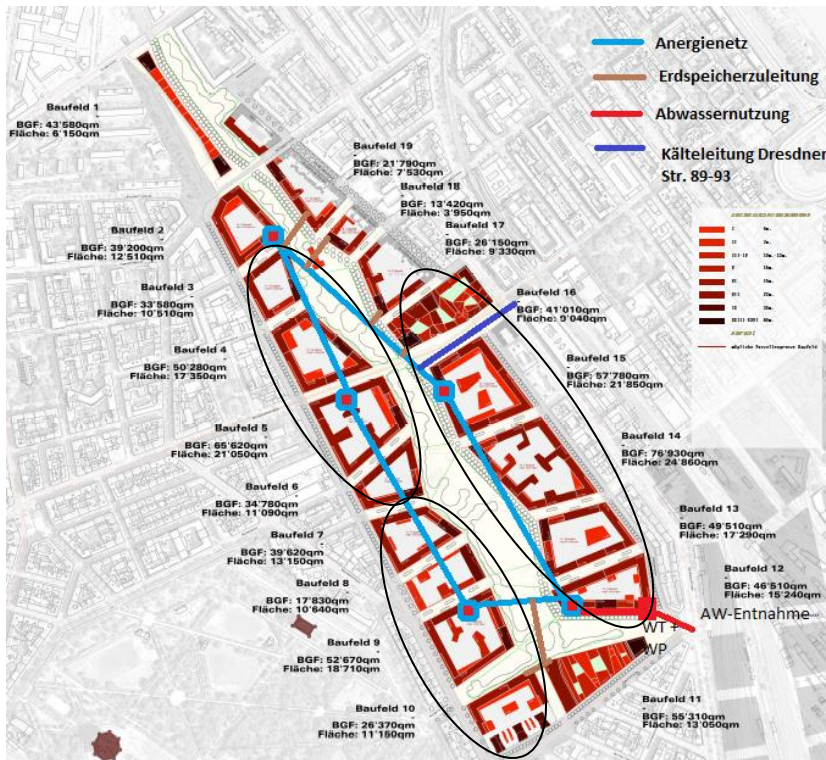 Anergienetz
Erdspeicherzuleitung
Abwassernutzung
Kälteleitung Dresdner
Str. 89-93
Baufeld 1
-
BGF: 43'580qm
Fläche: 6'150qm
Baufeld 19
-
BGF: 21'790qm
Fläche: 7'530qm
Baufeld 18
-
BGF: 13'420qm
Fläche: 3'950qm
Baufeld 17
-
BGF: 26'150qm
Fläche: 9'330qm
Baufeld 2
-
BGF: 39'200qm
Fläche: 12'510qm
Baufeld 3
-
BGF: 33'580qm
Fläche: 10'510qm
Baufeld 16
-
BGF: 41'010qm
Fläche: 9'040qm
Baufeld 4
-
BGF: 50'280qm
Fläche: 17'350qm
Baufeld 15
-
BGF: 57'780qm
Fläche: 21'850qm
Baufeld 5
-
BGF: 65'620qm
Fläche: 21'050qm
Baufeld 14
-
BGF: 76'930qm
Fläche: 24'860qm
Baufeld 6
-
BGF: 34'780qm
Fläche: 11'090qm
Baufeld 13
-
BGF: 49'510qm
Fläche: 17'290qm
Baufeld 7
-
BGF: 39'620qm
Fläche: 13'150qm
Baufeld 12
-
BGF: 46'510qm
Fläche: 15'240qm
Baufeld 8
-
BGF: 17'830qm
Fläche: 10'640qm
AW-Entnahme
WT +
WP
Baufeld 9
-
BGF: 52'670qm
Fläche: 18'710qm
Baufeld 11
-
BGF: 55'310qm
Fläche: 13'050qm
Baufeld 10
-
BGF: 26'370qm
Fläche: 11'150qm